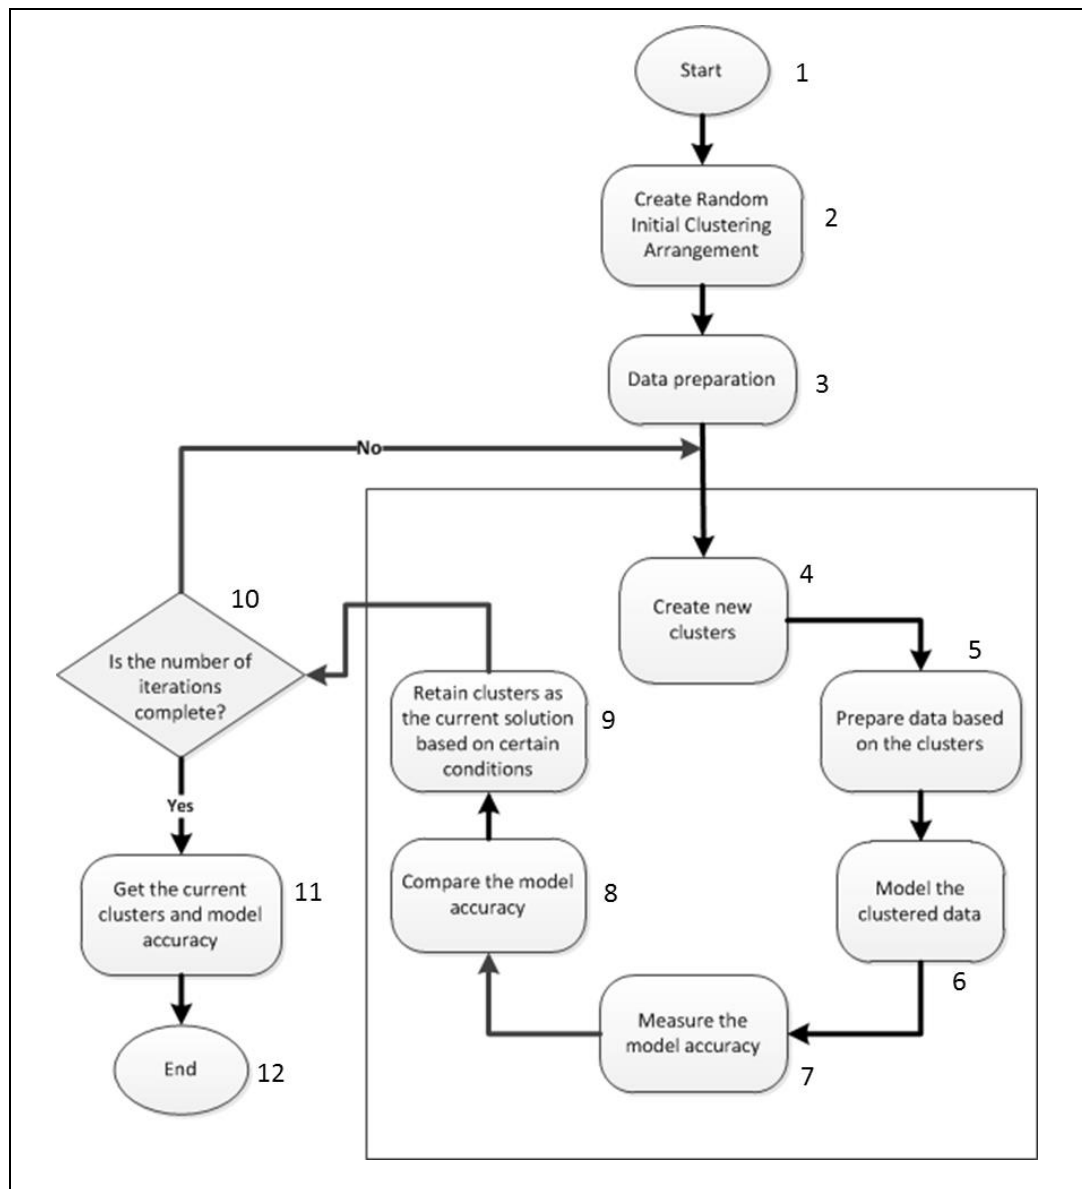 Start
1
Create Random
Initial Clustering
Arrangement
2
Data preparation
3
No
4
Create new
clusters
5
Prepare data based
on the clusters
6
Model the
clustered data
7
Measure the
model accuracy
8
Compare the model
accuracy
9
Retain clusters as
the current solution
based on certain
conditions
10
Is the number of
iterations
complete?
Yes
11
Get the current
clusters and model
accuracy
End
12